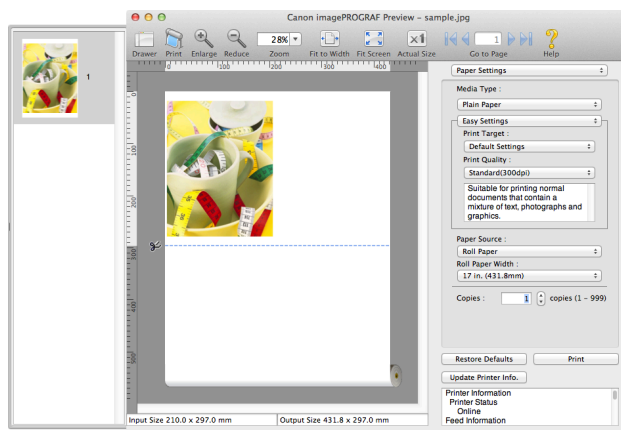 Canon imagePROGRAF Preview – sample.jpg
Drawer Print Enlarge Reduce 28% Zoom Fit to Width Fit Screen Actual Size 1 Go to Page Help
1
0 100 200 300 400
0
100
200
300
400
500
Paper Settings
Media Type :
Plain Paper
Easy Settings
Print Target :
Default Settings
Print Quality :
Standard(300dpi)
Suitable for printing normal
documents that contain a
mixture of text, photographs and
graphics.
Paper Source :
Roll Paper
Roll Paper Width :
17 in. (431.8mm)
Copies : 1 copies (1 – 999)
Restore Defaults Print
Update Printer Info.
Printer Information
Printer Status
Online
Feed Information
Input Size 210.0 x 297.0 mm Output Size 431.8 x 297.0 mm